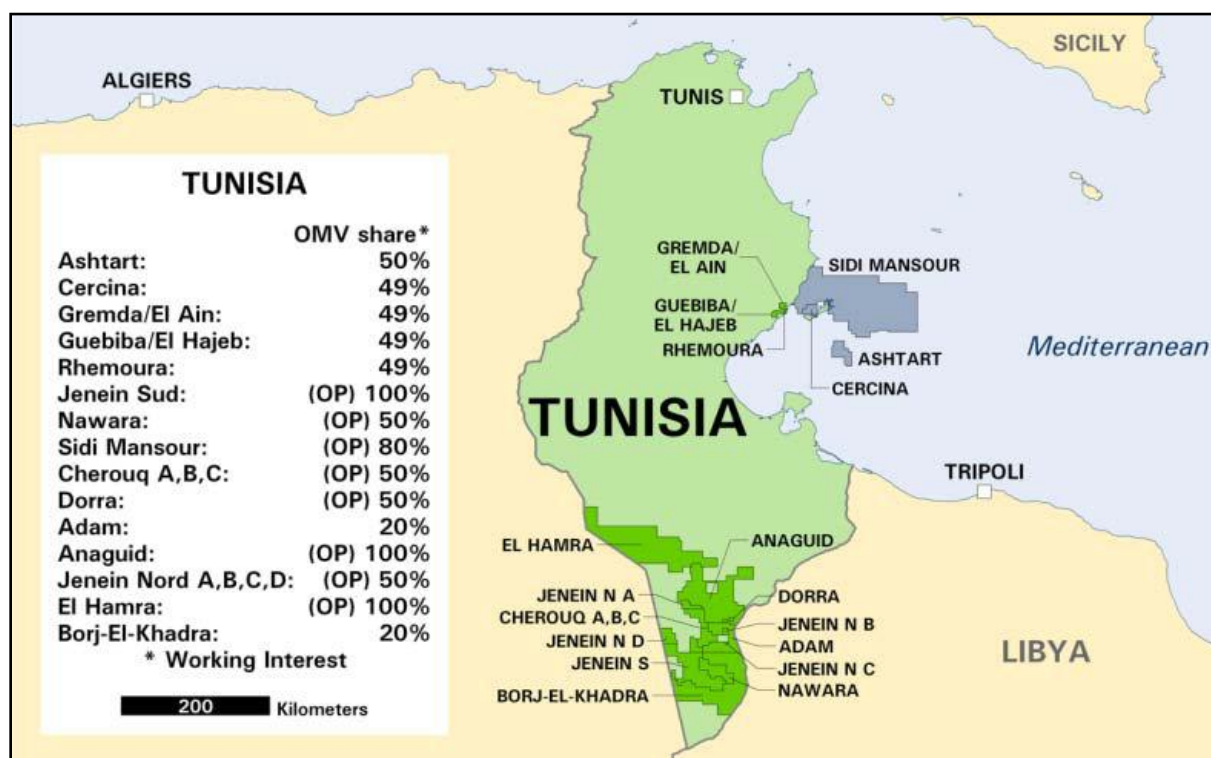 SICILY
ALGIERS
TUNIS
TUNISIA
OMV share*
Ashtart: 50%
Cercina: 49%
Gremda/El Ain: 49%
Guebiba/El Hajeb: 49%
Rhemoura: 49%
Jenein Sud: (OP) 100%
Nawara: (OP) 50%
Sidi Mansour: (OP) 80%
Cherouq A,B,C: (OP) 50%
Dorra: (OP) 50%
Adam: 20%
Anaguid: (OP) 100%
Jenein Nord A,B,C,D: (OP) 50%
El Hamra: (OP) 100%
Borj-El-Khadra: 20%
* Working Interest
200 Kilometers
GREMDA/
EL AIN
SIDI MANSOUR
GUEBIBA/
EL HAJEB
RHEMOURA
ASHTART
CERCINA
Mediterranean
TUNISIA
TRIPOLI
EL HAMRA
ANAGUID
JENEIN N A
DORRA
CHEROUQ A,B,C
JENEIN N B
JENEIN N D
ADAM
JENEIN S
JENEIN N C
BORJ-EL-KHADRA
NAWARA
LIBYA